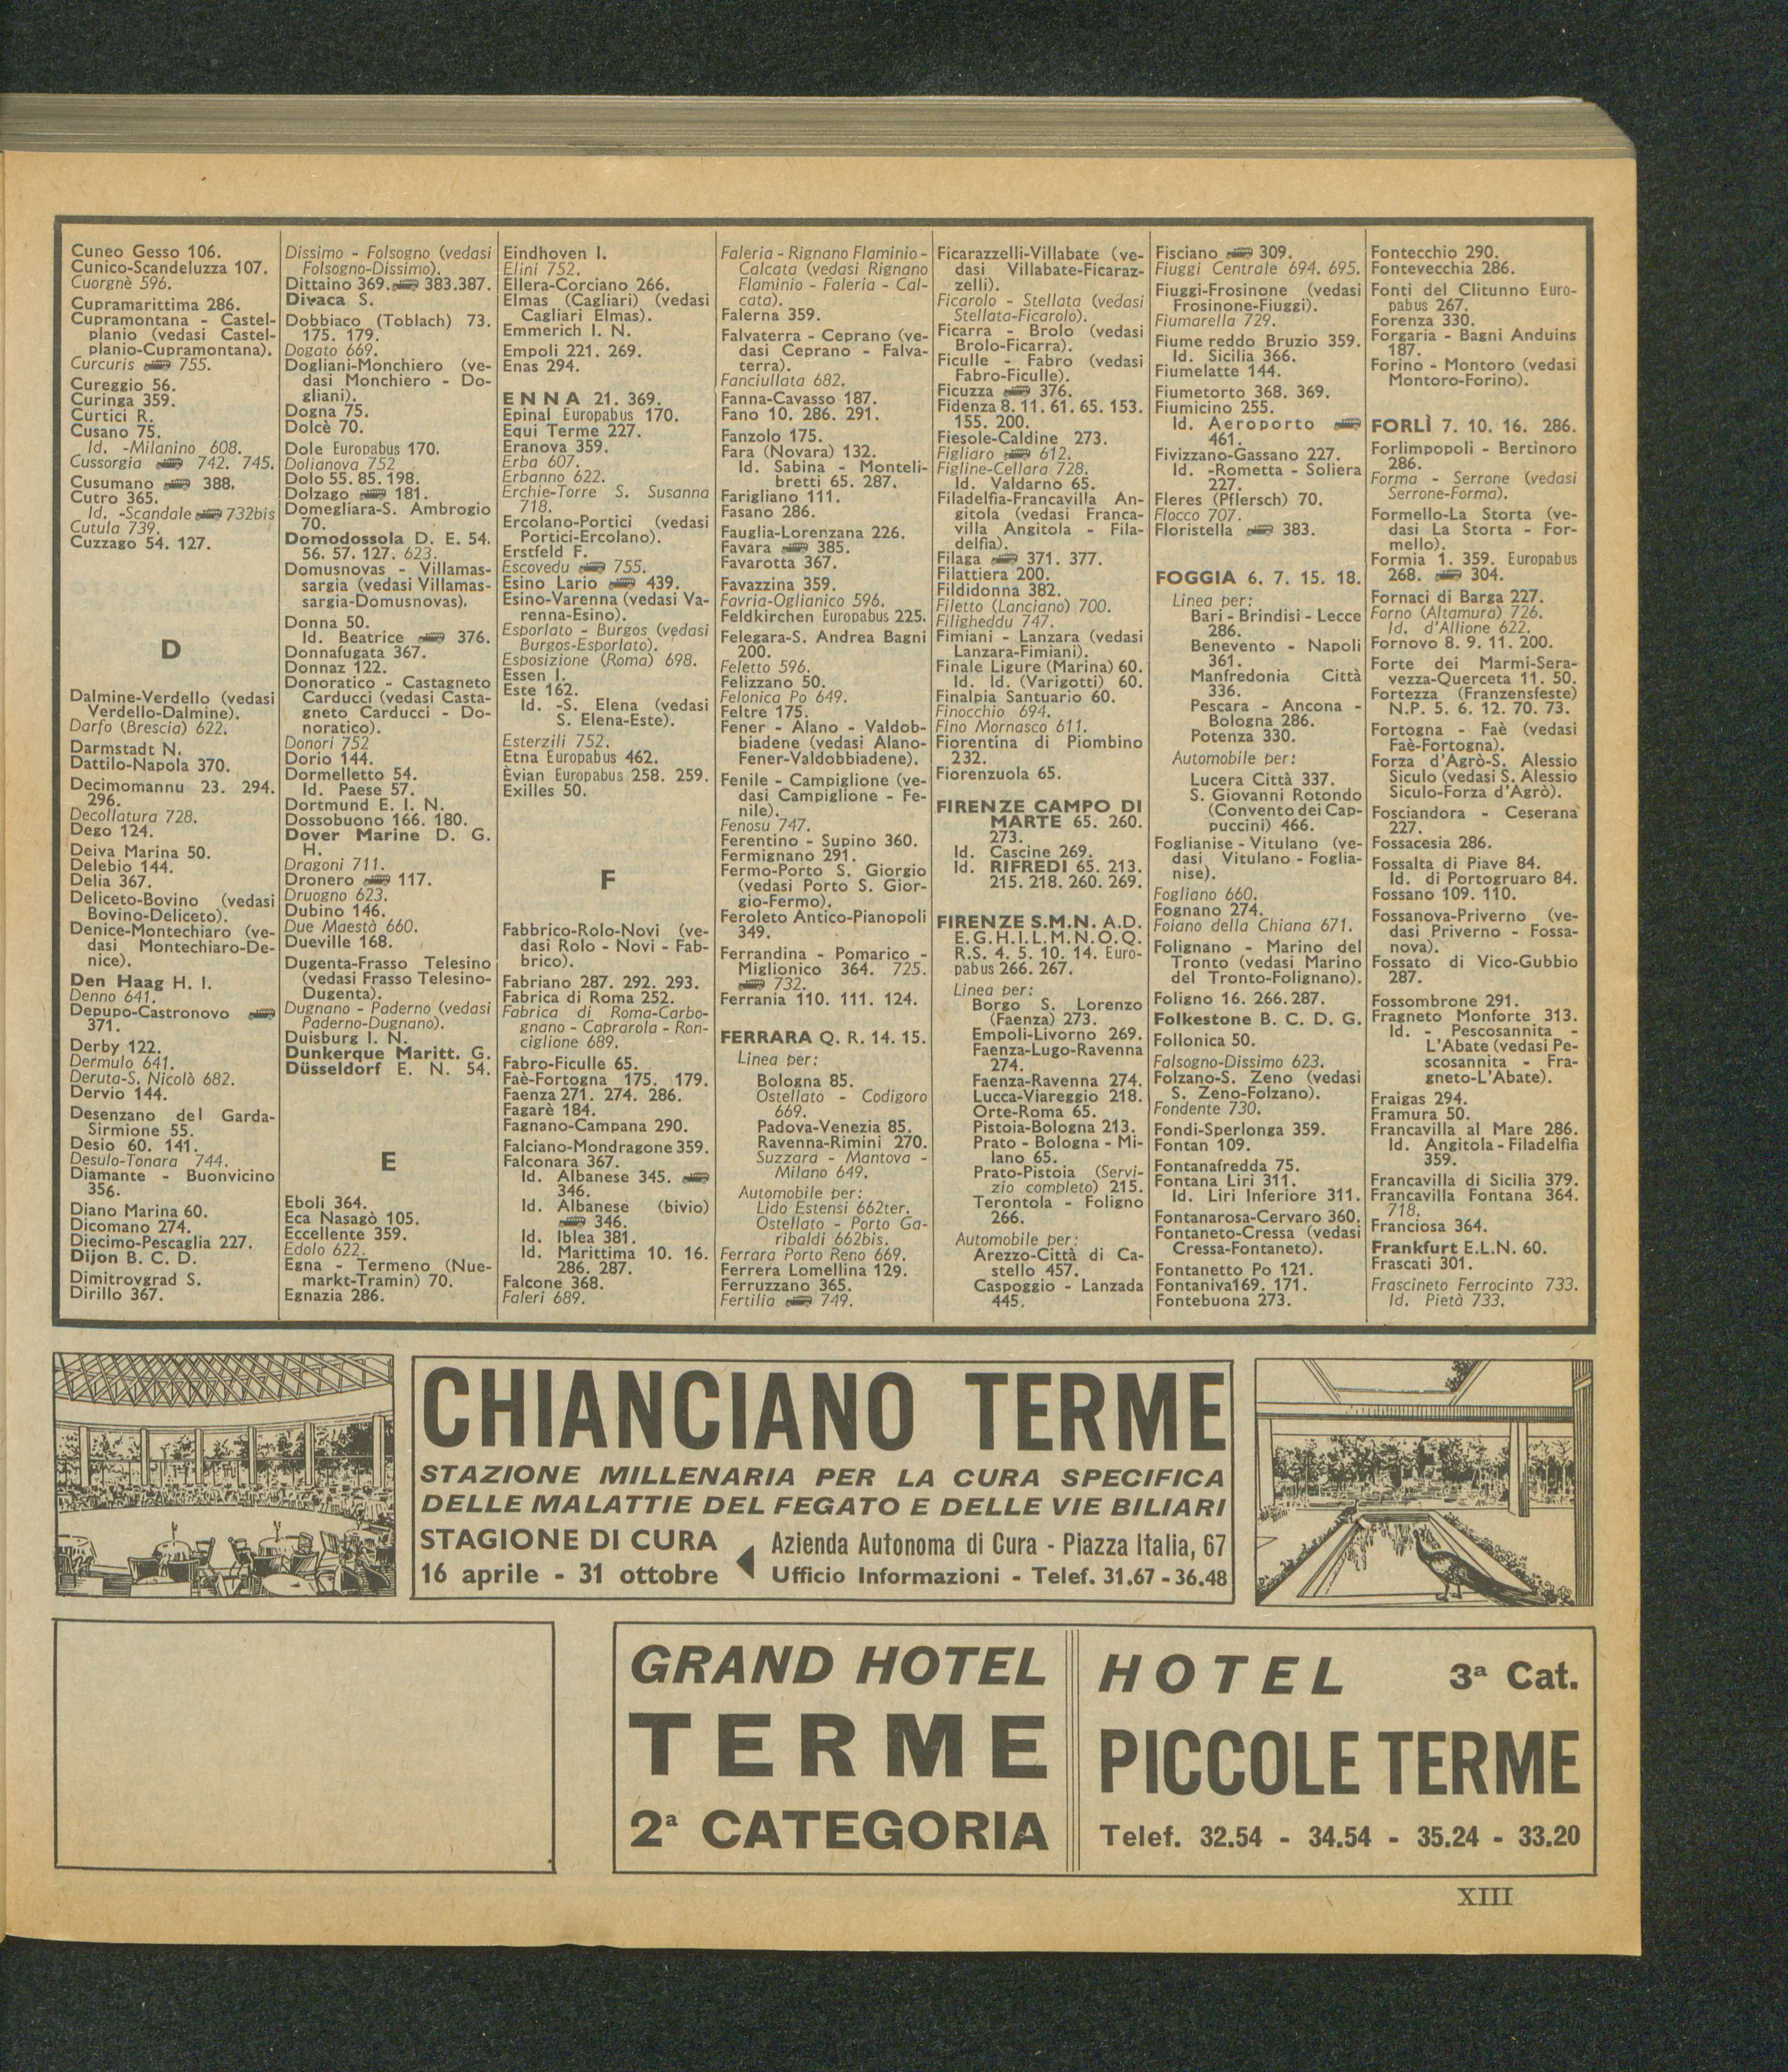 Cuneo Gesso 106.
Cunico-Scandeluzza 107.
Cuorgnè 596.
Cupramarittima 286.
Cupramontana - Castel-
planio (vedasi Castel-
planio-Cupramontana).
Curcuris 755.
Cureggio 56.
Curinga 359.
Curtici R.
Cusano 75.
Id. -Milanino 608.
Cussorgia 742. 745.
Cusumano 388.
Cutro 365.
Id. -Scandale 732bis
Cutula 739.
Cuzzago 54. 127.
D
Dalmine-Verdello (vedasi
Verdello-Dalmine).
Darfo (Brescia) 622.
Darmstadt N.
Dattilo-Napola 370.
Decimomannu 23. 294.
296.
Decollatura 728.
Dego 124.
Deiva Marina 50.
Delebio 144.
Delia 367.
Deliceto-Bovino (vedasi
Bovino-Deliceto).
Denice-Montechiaro (ve-
dasi Montechiaro-De-
nice).
Den Haag H. I.
Denno 641.
Depupo-Castronovo
371.
Derby 122.
Dermulo 641.
Deruta-S. Nicolò 682.
Dervio 144.
Desenzano del Garda-
Sirmione 55.
Desio 60. 141.
Desulo-Tonara 744.
Diamante - Buonvicino
356.
Diano Marina 60.
Dicomano 274.
Diecimo-Pescaglia 227.
Dijon B. C. D.
Dimitrovgrad S.
Dirillo 367.
Dissimo - Folsogno (vedasi
Folsogno-Dissimo).
Dittaino 369. 383.387.
Divaca S.
Dobbiaco (Toblach) 73.
175. 179.
Dogato 669.
Dogliani-Monchiero (ve-
dasi Monchiero - Do-
gliani).
Dogna 75.
Dolcè 70.
Dole Europabus 170.
Dolianova 752
Dolo 55. 85. 198.
Dolzago 181.
Domegliara-S. Ambrogio
70.
Domodossola D. E. 54.
56. 57. 127. 623.
Domusnovas - Villamas-
sargia (vedasi Villamas-
sargia-Domusnovas).
Donna 50.
Id. Beatrice 376.
Donnafugata 367.
Donnaz 122.
Donoratico - Castagneto
Carducci (vedasi Casta-
gneto Carducci - Do-
noratico).
Donori 752
Dorio 144.
Dormelletto 54.
Id. Paese 57.
Dortmund E. I. N.
Dossobuono 166. 180.
Dover Marine D. G.
H.
Dragoni 711.
Dronero 117.
Druogno 623.
Dubino 146.
Due Maestà 660.
Dueville 168.
Dugenta-Frasso Telesino
(vedasi Frasso Telesino-
Dugenta).
Dugnano - Paderno (vedasi
Paderno-Dugnano).
Duisburg I. N.
Dunkerque Maritt. G.
Düsseldorf E. N. 54.
E
Eboli 364.
Eca Nasagò 105.
Eccellente 359.
Edolo 622.
Egna - Termeno (Nue-
markt-Tramin) 70.
Egnazia 286.
Eindhoven I.
Elini 752.
Ellera-Corciano 266.
Elmas (Cagliari) (vedasi
Cagliari Elmas).
Emmerich I. N.
Empoli 221. 269.
Enas 294.
ENNA 21. 369.
Epinal Europabus 170.
Equi Terme 227.
Eranova 359.
Erba 607.
Erbanno 622.
Erchie-Torre S. Susanna
718.
Ercolano-Portici (vedasi
Portici-Ercolano).
Erstfeld F.
Escovedu 755.
Esino Lario 439.
Esino-Varenna (vedasi Va-
renna-Esino).
Esporlato - Burgos (vedasi
Burgos-Esporlato).
Esposizione (Roma) 698.
Essen I.
Este 162.
Id. -S. Elena (vedasi
S. Elena-Este).
Esterzili 752.
Etna Europabus 462.
Èvian Europabus 258. 259.
Exilles 50.
F
Fabbrico-Rolo-Novi (ve-
dasi Rolo - Novi - Fab-
brico).
Fabriano 287. 292. 293.
Fabrica di Roma 252.
Fabrica di Roma-Carbo-
gnano - Caprarola - Ron-
ciglione 689.
Fabro-Ficulle 65.
Faè-Fortogna 175. 179.
Faenza 271. 274. 286.
Fagarè 184.
Fagnano-Campana 290.
Falciano-Mondragone 359.
Falconara 367.
Id. Albanese 345.
346.
Id. Albanese (bivio)
346.
Id. Iblea 381.
Id. Marittima 10. 16.
286. 287.
Falcone 368.
Faleri 689.
Faleria - Rignano Flaminio -
Calcata (vedasi Rignano
Flaminio - Faleria - Cal-
cata).
Falerna 359.
Falvaterra - Ceprano (ve-
dasi Ceprano - Falva-
terra).
Fanciullata 682.
Fanna-Cavasso 187.
Fano 10. 286. 291.
Fanzolo 175.
Fara (Novara) 132.
Id. Sabina - Monteli-
bretti 65. 287.
Farigliano 111.
Fasano 286.
Fauglia-Lorenzana 226.
Favara 385.
Favarotta 367.
Favazzina 359.
Favria-Oglianico 596.
Feldkirchen Europabus 225.
Felegara-S. Andrea Bagni
200.
Feletto 596.
Felizzano 50.
Felonica Po 649.
Feltre 175.
Fener - Alano - Valdob-
biadene (vedasi Alano-
Fener-Valdobbiadene).
Fenile - Campiglione (ve-
dasi Campiglione - Fe-
nile).
Fenosu 747.
Ferentino - Supino 360.
Fermignano 291.
Fermo-Porto S. Giorgio
(vedasi Porto S. Gior-
gio-Fermo).
Feroleto Antico-Pianopoli
349.
Ferrandina - Pomarico -
Miglionico 364. 725.
732.
Ferrania 110. 111. 124.
FERRARA Q. R. 14. 15.
Linea per:
Bologna 85.
Ostellato - Codigoro
669.
Padova-Venezia 85.
Ravenna-Rimini 270.
Suzzara - Mantova -
Milano 649.
Automobile per:
Lido Estensi 662ter.
Ostellato - Porto Ga-
ribaldi 662bis.
Ferrara Porto Reno 669.
Ferrera Lomellina 129.
Ferruzzano 365.
Fertilia 749.
Ficarazzelli-Villabate (ve-
dasi Villabate-Ficaraz-
zelli).
Ficarolo - Stellata (vedasi
Stellata-Ficarolo).
Ficarra - Brolo (vedasi
Brolo-Ficarra).
Ficulle - Fabro (vedasi
Fabro-Ficulle).
Ficuzza 376.
Fidenza 8. 11. 61. 65. 153.
155. 200.
Fiesole-Caldine 273.
Figliaro 612.
Figline-Cellara 728.
Id. Valdarno 65.
Filadelfia-Francavilla An-
gitola (vedasi Franca-
villa Angitola - Fila-
delfia).
Filaga 371. 377.
Filattiera 200.
Fildidonna 382.
Filetto (Lanciano) 700.
Filigheddu 747.
Fimiani - Lanzara (vedasi
Lanzara-Fimiani).
Finale Ligure (Marina) 60.
Id. Id. (Varigotti) 60.
Finalpia Santuario 60.
Finocchio 694.
Fino Mornasco 611.
Fiorentina di Piombino
232.
Fiorenzuola 65.
FIRENZE CAMPO DI
MARTE 65. 260.
273.
Id. Cascine 269.
Id. RIFREDI 65. 213.
215. 218. 260. 269.
FIRENZE S.M.N. A.D.
E.G.H.I.L.M.N.O.Q.
R.S. 4. 5. 10. 14. Euro-
pabus 266. 267.
Linea per:
Borgo S. Lorenzo
(Faenza) 273.
Empoli-Livorno 269.
Faenza-Lugo-Ravenna
274.
Faenza-Ravenna 274.
Lucca-Viareggio 218.
Orte-Roma 65.
Pistoia-Bologna 213.
Prato - Bologna - Mi-
lano 65.
Prato-Pistoia (Servi-
zio completo) 215.
Terontola - Foligno
266.
Automobile per:
Arezzo-Città di Ca-
stello 457.
Caspoggio - Lanzada
445.
Fisciano 309.
Fiuggi Centrale 694. 695.
Fiuggi-Frosinone (vedasi
Frosinone-Fiuggi).
Fiumarella 729.
Fiume reddo Bruzio 359.
Id. Sicilia 366.
Fiumelatte 144.
Fiumetorto 368. 369.
Fiumicino 255.
Id. Aeroporto
461.
Fivizzano-Gassano 227.
Id. -Rometta - Soliera
227.
Fleres (Pflersch) 70.
Flocco 707.
Floristella 383.
FOGGIA 6. 7. 15. 18.
Linea per:
Bari - Brindisi - Lecce
286.
Benevento - Napoli
361.
Manfredonia Città
336.
Pescara - Ancona -
Bologna 286.
Potenza 330.
Automobile per:
Lucera Città 337.
S. Giovanni Rotondo
(Convento dei Cap-
puccini) 466.
Foglianise - Vitulano (ve-
dasi Vitulano - Foglia-
nise).
Fogliano 660.
Fognano 274.
Foiano della Chiana 671.
Folignano - Marino del
Tronto (vedasi Marino
del Tronto-Folignano).
Foligno 16. 266.287.
Folkestone B. C. D. G.
Follonica 50.
Falsogno-Dissimo 623.
Folzano-S. Zeno (vedasi
S. Zeno-Folzano).
Fondente 730.
Fondi-Sperlonga 359.
Fontan 109.
Fontanafredda 75.
Fontana Liri 311.
Id. Liri Inferiore 311.
Fontanarosa-Cervaro 360.
Fontaneto-Cressa (vedasi
Cressa-Fontaneto).
Fontanetto Po 121.
Fontaniva169. 171.
Fontebuona 273.
Fontecchio 290.
Fontevecchia 286.
Fonti del Clitunno Euro-
pabus 267.
Forenza 330.
Forgaria - Bagni Anduins
187.
Forino - Montoro (vedasi
Montoro-Forino).
FORLÌ 7. 10. 16. 286.
Forlimpopoli - Bertinoro
286.
Forma - Serrone (vedasi
Serrone-Forma).
Formello-La Storta (ve-
dasi La Storta - For-
mello).
Formia 1. 359. Europabus
268. 304.
Fornaci di Barga 227.
Forno (Altamura) 726.
Id. d'Allione 622.
Fornovo 8. 9. 11. 200.
Forte dei Marmi-Sera-
vezza-Querceta 11. 50.
Fortezza (Franzensfeste)
N.P. 5. 6. 12. 70. 73.
Fortogna - Faè (vedasi
Faè-Fortogna).
Forza d'Agrò-S. Alessio
Siculo (vedasi S. Alessio
Siculo-Forza d'Agrò).
Fosciandora - Ceserana
227.
Fossacesia 286.
Fossalta di Piave 84.
Id. di Portogruaro 84.
Fossano 109. 110.
Fossanova-Priverno (ve-
dasi Priverno - Fossa-
nova).
Fossato di Vico-Gubbio
287.
Fossombrone 291.
Fragneto Monforte 313.
Id. - Pescosannita -
L'Abate (vedasi Pe-
scosannita - Fra-
gneto-L'Abate).
Fraigas 294.
Framura 50.
Francavilla al Mare 286.
Id. Angitola-Filadelfia
359.
Francavilla di Sicilia 379.
Francavilla Fontana 364.
718.
Franciosa 364.
Frankfurt E.L.N. 60.
Frascati 301.
Frascineto Ferrocinto 733.
Id. Pietà 733.
CHIANCIANO TERME
STAZIONE MILLENARIA PER LA CURA SPECIFICA
DELLE MALATTIE DEL FEGATO E DELLE VIE BILIARI
STAGIONE DI CURA
16 aprile - 31 ottobre
Azienda Autonoma di Cura - Piazza Italia, 67
Ufficio Informazioni - Telef. 31.67 - 36.48
GRAND HOTEL
TERME
2ª CATEGORIA
HOTEL 3ª Cat.
PICCOLE TERME
Telef. 32.54 - 34.54 - 35.24 - 33.20
XIII